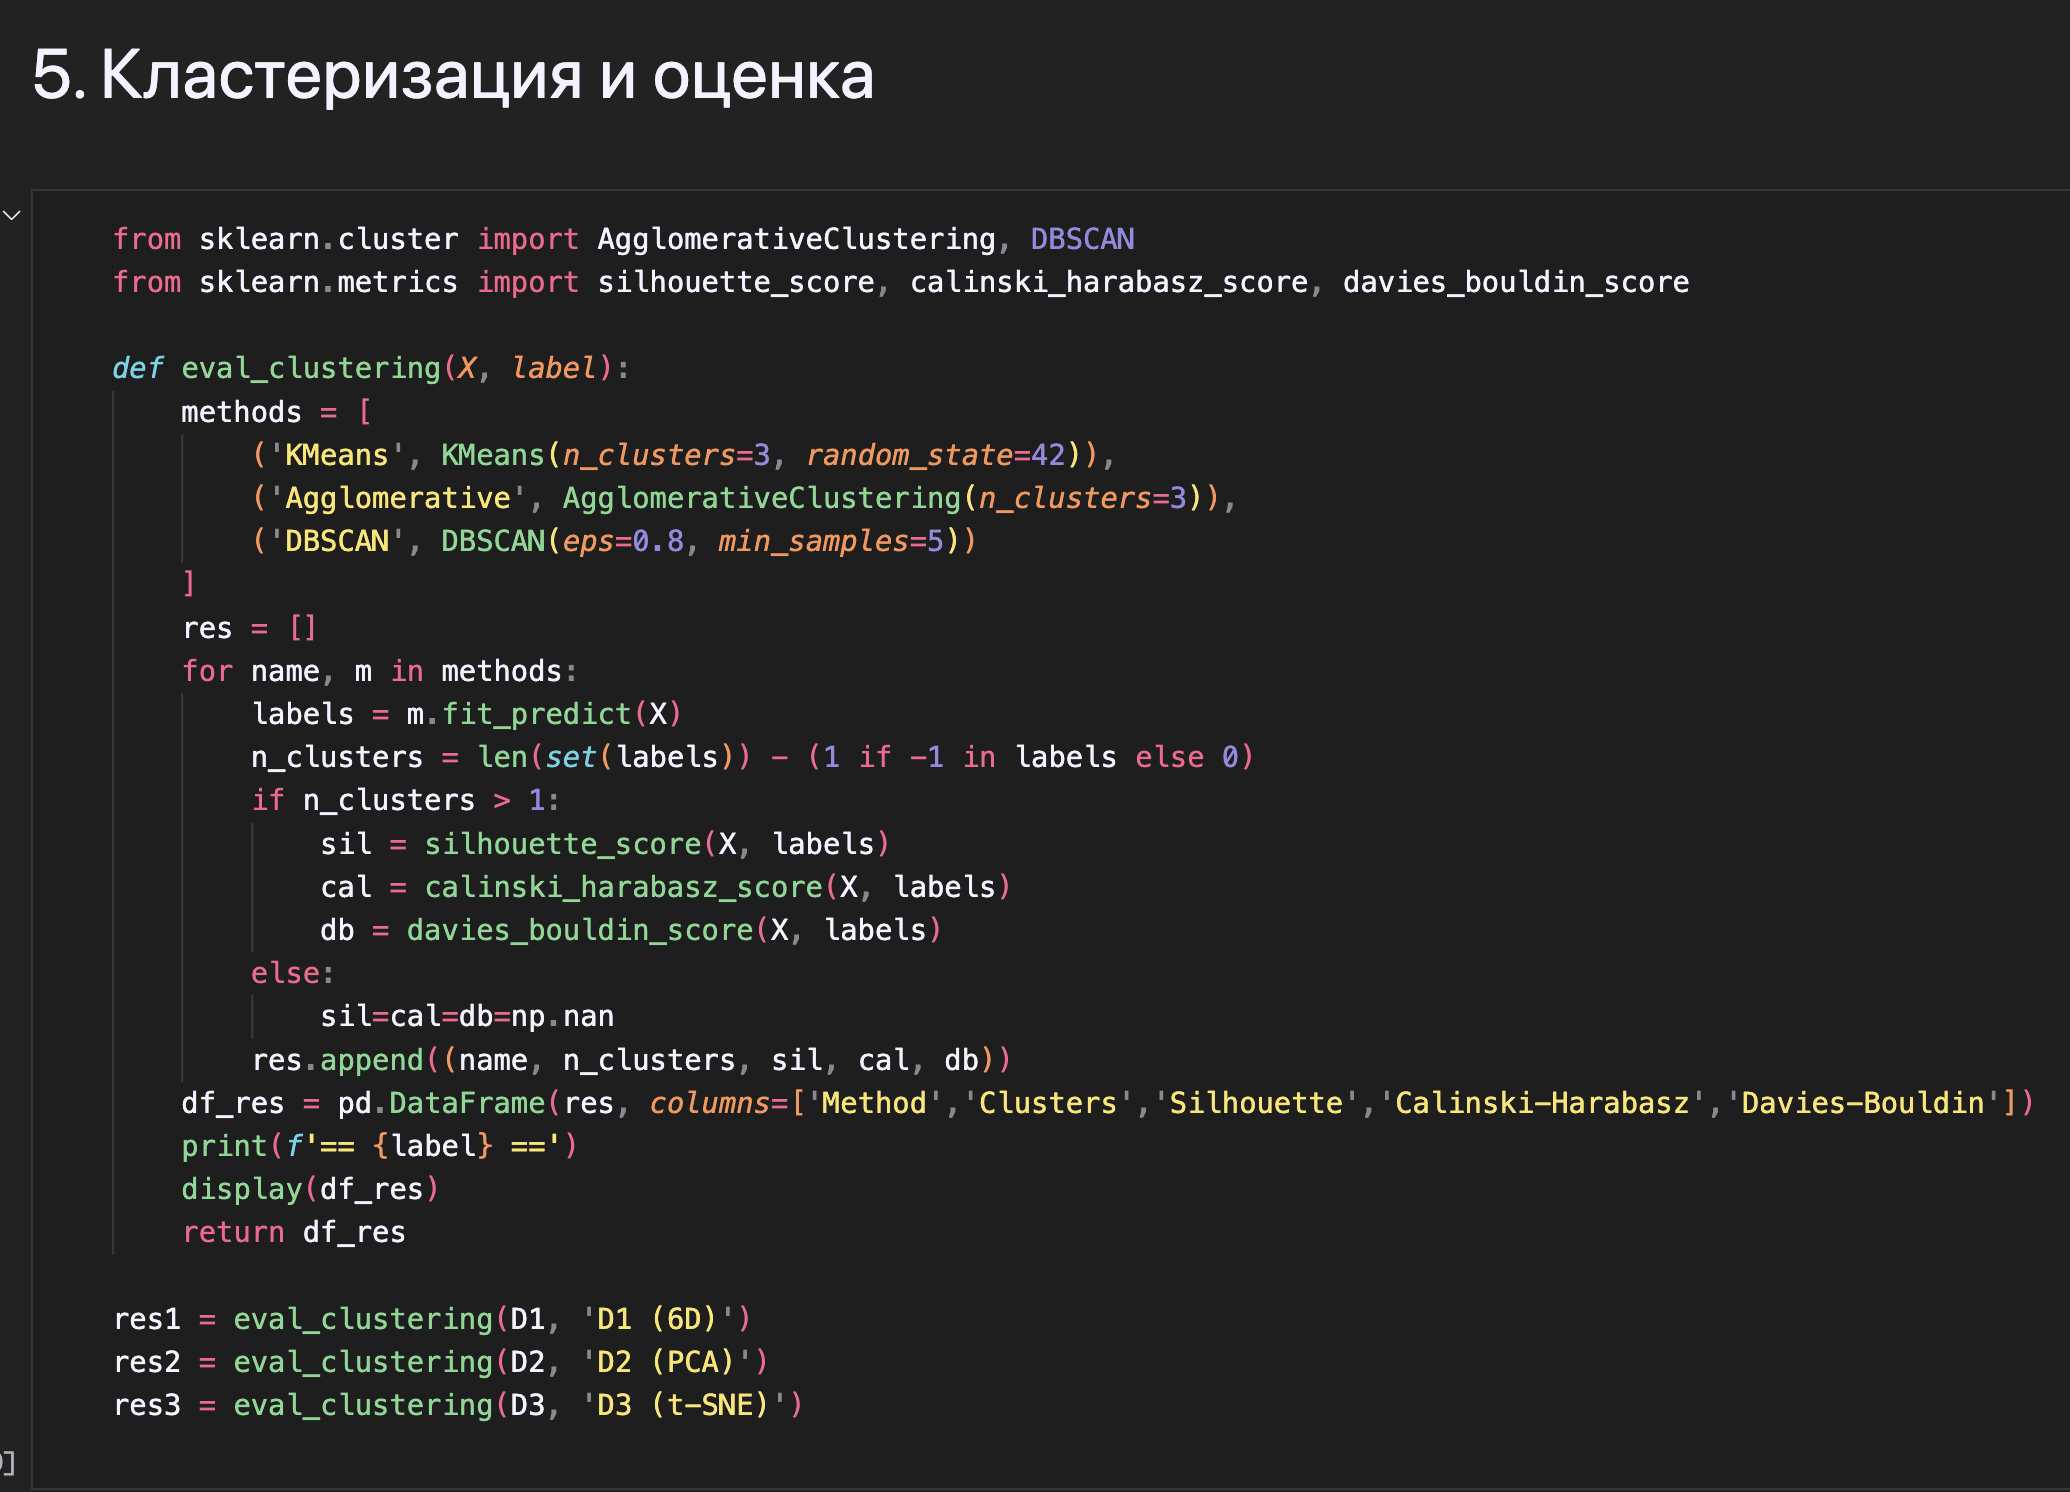 5. Кластеризация и оценка
from sklearn.cluster import AgglomerativeClustering, DBSCAN
from sklearn.metrics import silhouette_score, calinski_harabasz_score, davies_bouldin_score
def eval_clustering(X, label):
    methods = [
        ('KMeans', KMeans(n_clusters=3, random_state=42)),
        ('Agglomerative', AgglomerativeClustering(n_clusters=3)),
        ('DBSCAN', DBSCAN(eps=0.8, min_samples=5))
    ]
    res = []
    for name, m in methods:
        labels = m.fit_predict(X)
        n_clusters = len(set(labels)) - (1 if -1 in labels else 0)
        if n_clusters > 1:
            sil = silhouette_score(X, labels)
            cal = calinski_harabasz_score(X, labels)
            db = davies_bouldin_score(X, labels)
        else:
            sil=cal=db=np.nan
        res.append((name, n_clusters, sil, cal, db))
    df_res = pd.DataFrame(res, columns=['Method','Clusters','Silhouette','Calinski-Harabasz','Davies-Bouldin'])
    print(f'== {label} ==')
    display(df_res)
    return df_res
res1 = eval_clustering(D1, 'D1 (6D)')
res2 = eval_clustering(D2, 'D2 (PCA)')
res3 = eval_clustering(D3, 'D3 (t-SNE)')
]